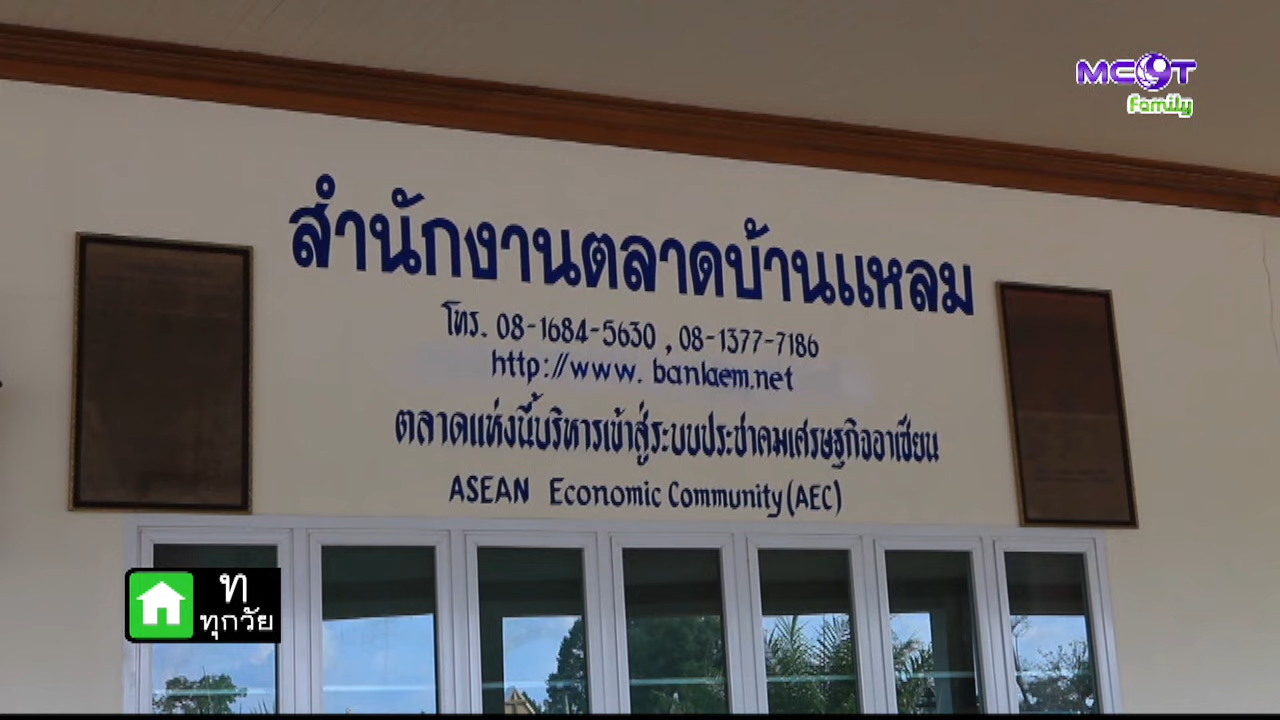 MCOT
Family
สำนักงานตลาดบ้านแหลม
โทร. 08-1684-5630 , 08-1377-7186
http://www. banlaem.net
ตลาดแห่งนี้บริหารเข้าสู่ระบบประชาคมเศรษฐกิจอาเซียน
ASEAN Economic Community (AEC)
ท
ทุกวัย